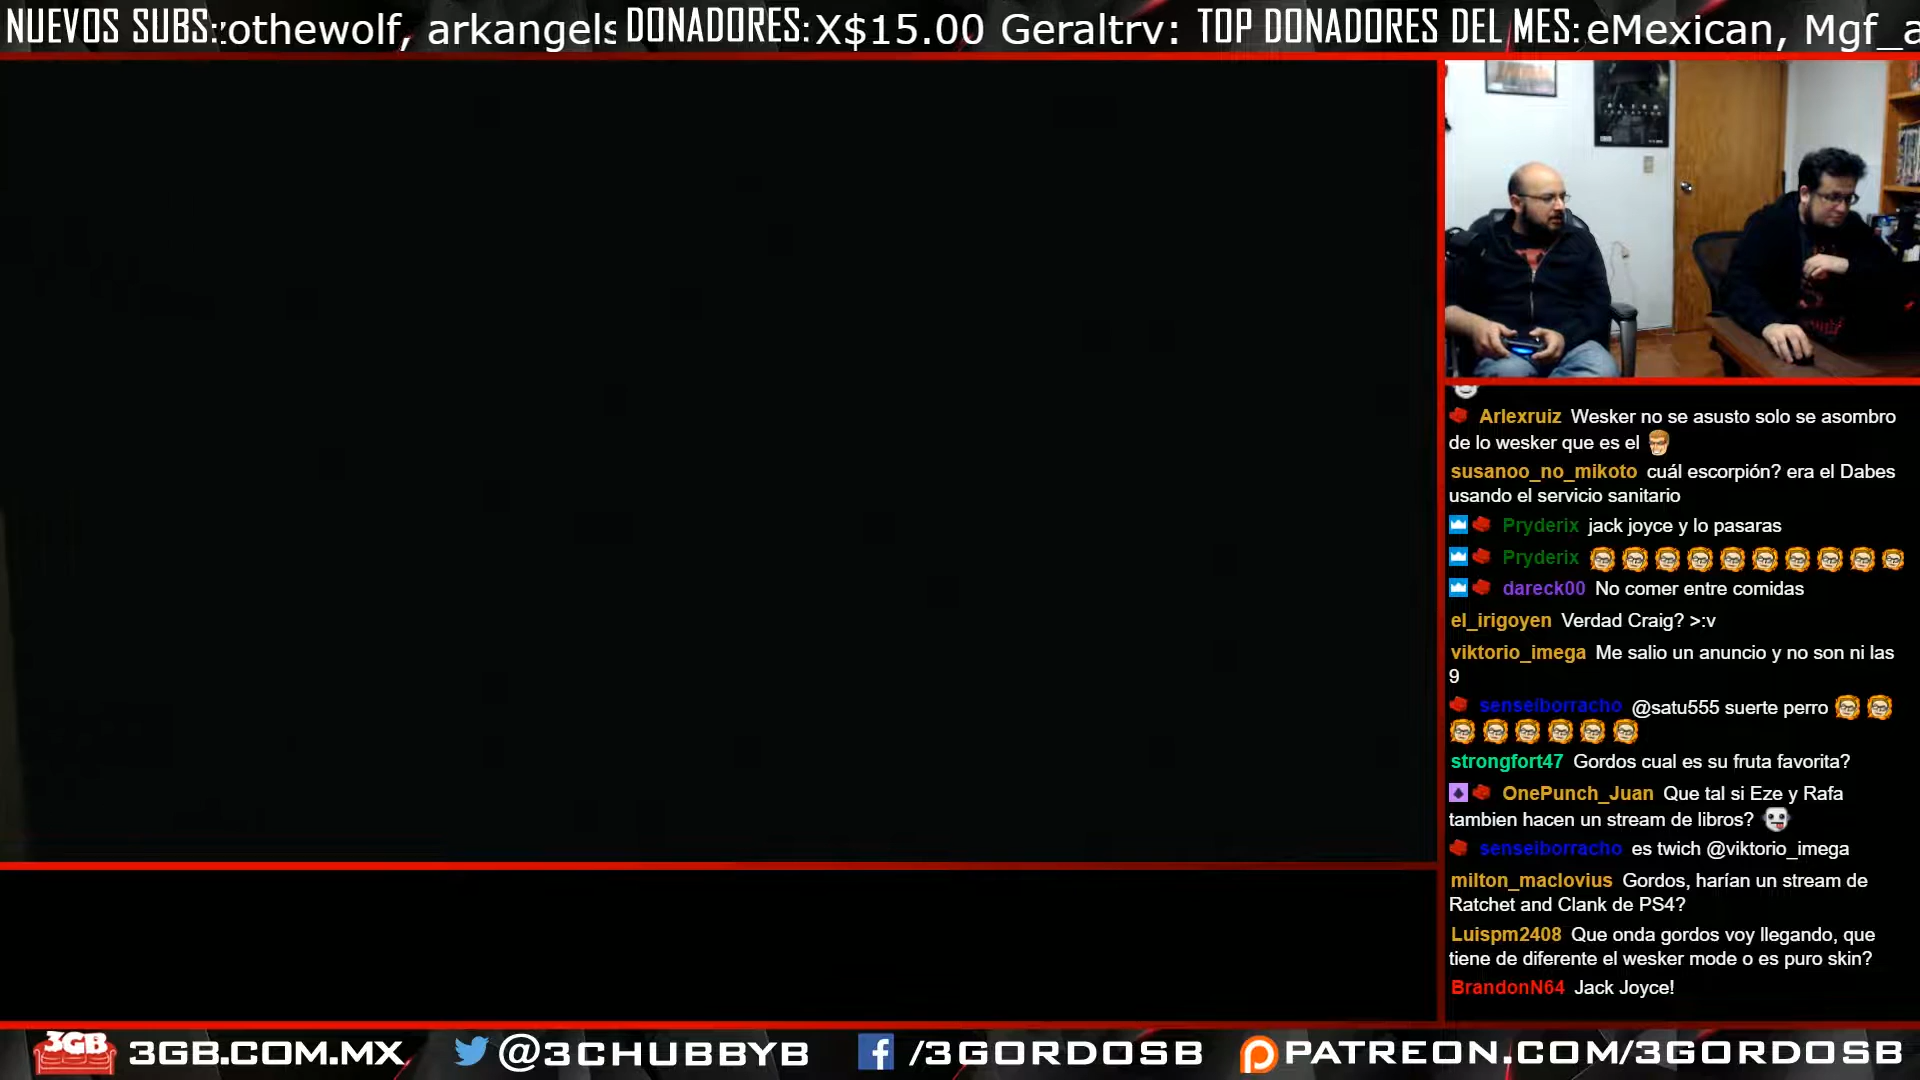 NUEVOS SUBS: othewolf, arkangels DONADORES: X$15.00 Geraltrv: TOP DONADORES DEL MES: eMexican, Mgf_a
Arlexruiz Wesker no se asusto solo se asombro
de lo wesker que es el
susanoo_no_mikoto cuál escorpión? era el Dabes
usando el servicio sanitario
Pryderix jack joyce y lo pasaras
Pryderix
dareck00 No comer entre comidas
el_irigoyen Verdad Craig? >:v
viktorio_imega Me salio un anuncio y no son ni las
9
senseiborracho @satu555 suerte perro
strongfort47 Gordos cual es su fruta favorita?
OnePunch_Juan Que tal si Eze y Rafa
tambien hacen un stream de libros?
senseiborracho es twich @viktorio_imega
milton_maclovius Gordos, harían un stream de
Ratchet and Clank de PS4?
Luispm2408 Que onda gordos voy llegando, que
tiene de diferente el wesker mode o es puro skin?
BrandonN64 Jack Joyce!
3GB 3GB.COM.MX @3CHUBBYB /3GORDOSB PATREON.COM/3GORDOSB